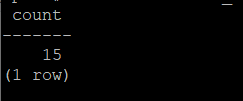 count
-------
15
(1 row)